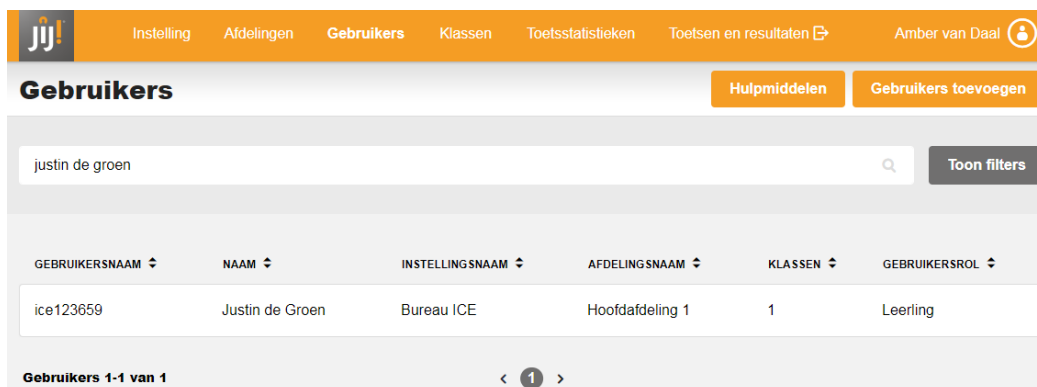 jij! Instelling Afdelingen Gebruikers Klassen Toetsstatistieken Toetsen en resultaten Amber van Daal
Gebruikers Hulpmiddelen Gebruikers toevoegen
justin de groen Toon filters
GEBRUIKERSNAAM NAAM INSTELLINGSNAAM AFDELINGSNAAM KLASSEN GEBRUIKERSROL
ice123659 Justin de Groen Bureau ICE Hoofdafdeling 1 1 Leerling
Gebruikers 1-1 van 1 < 1 >